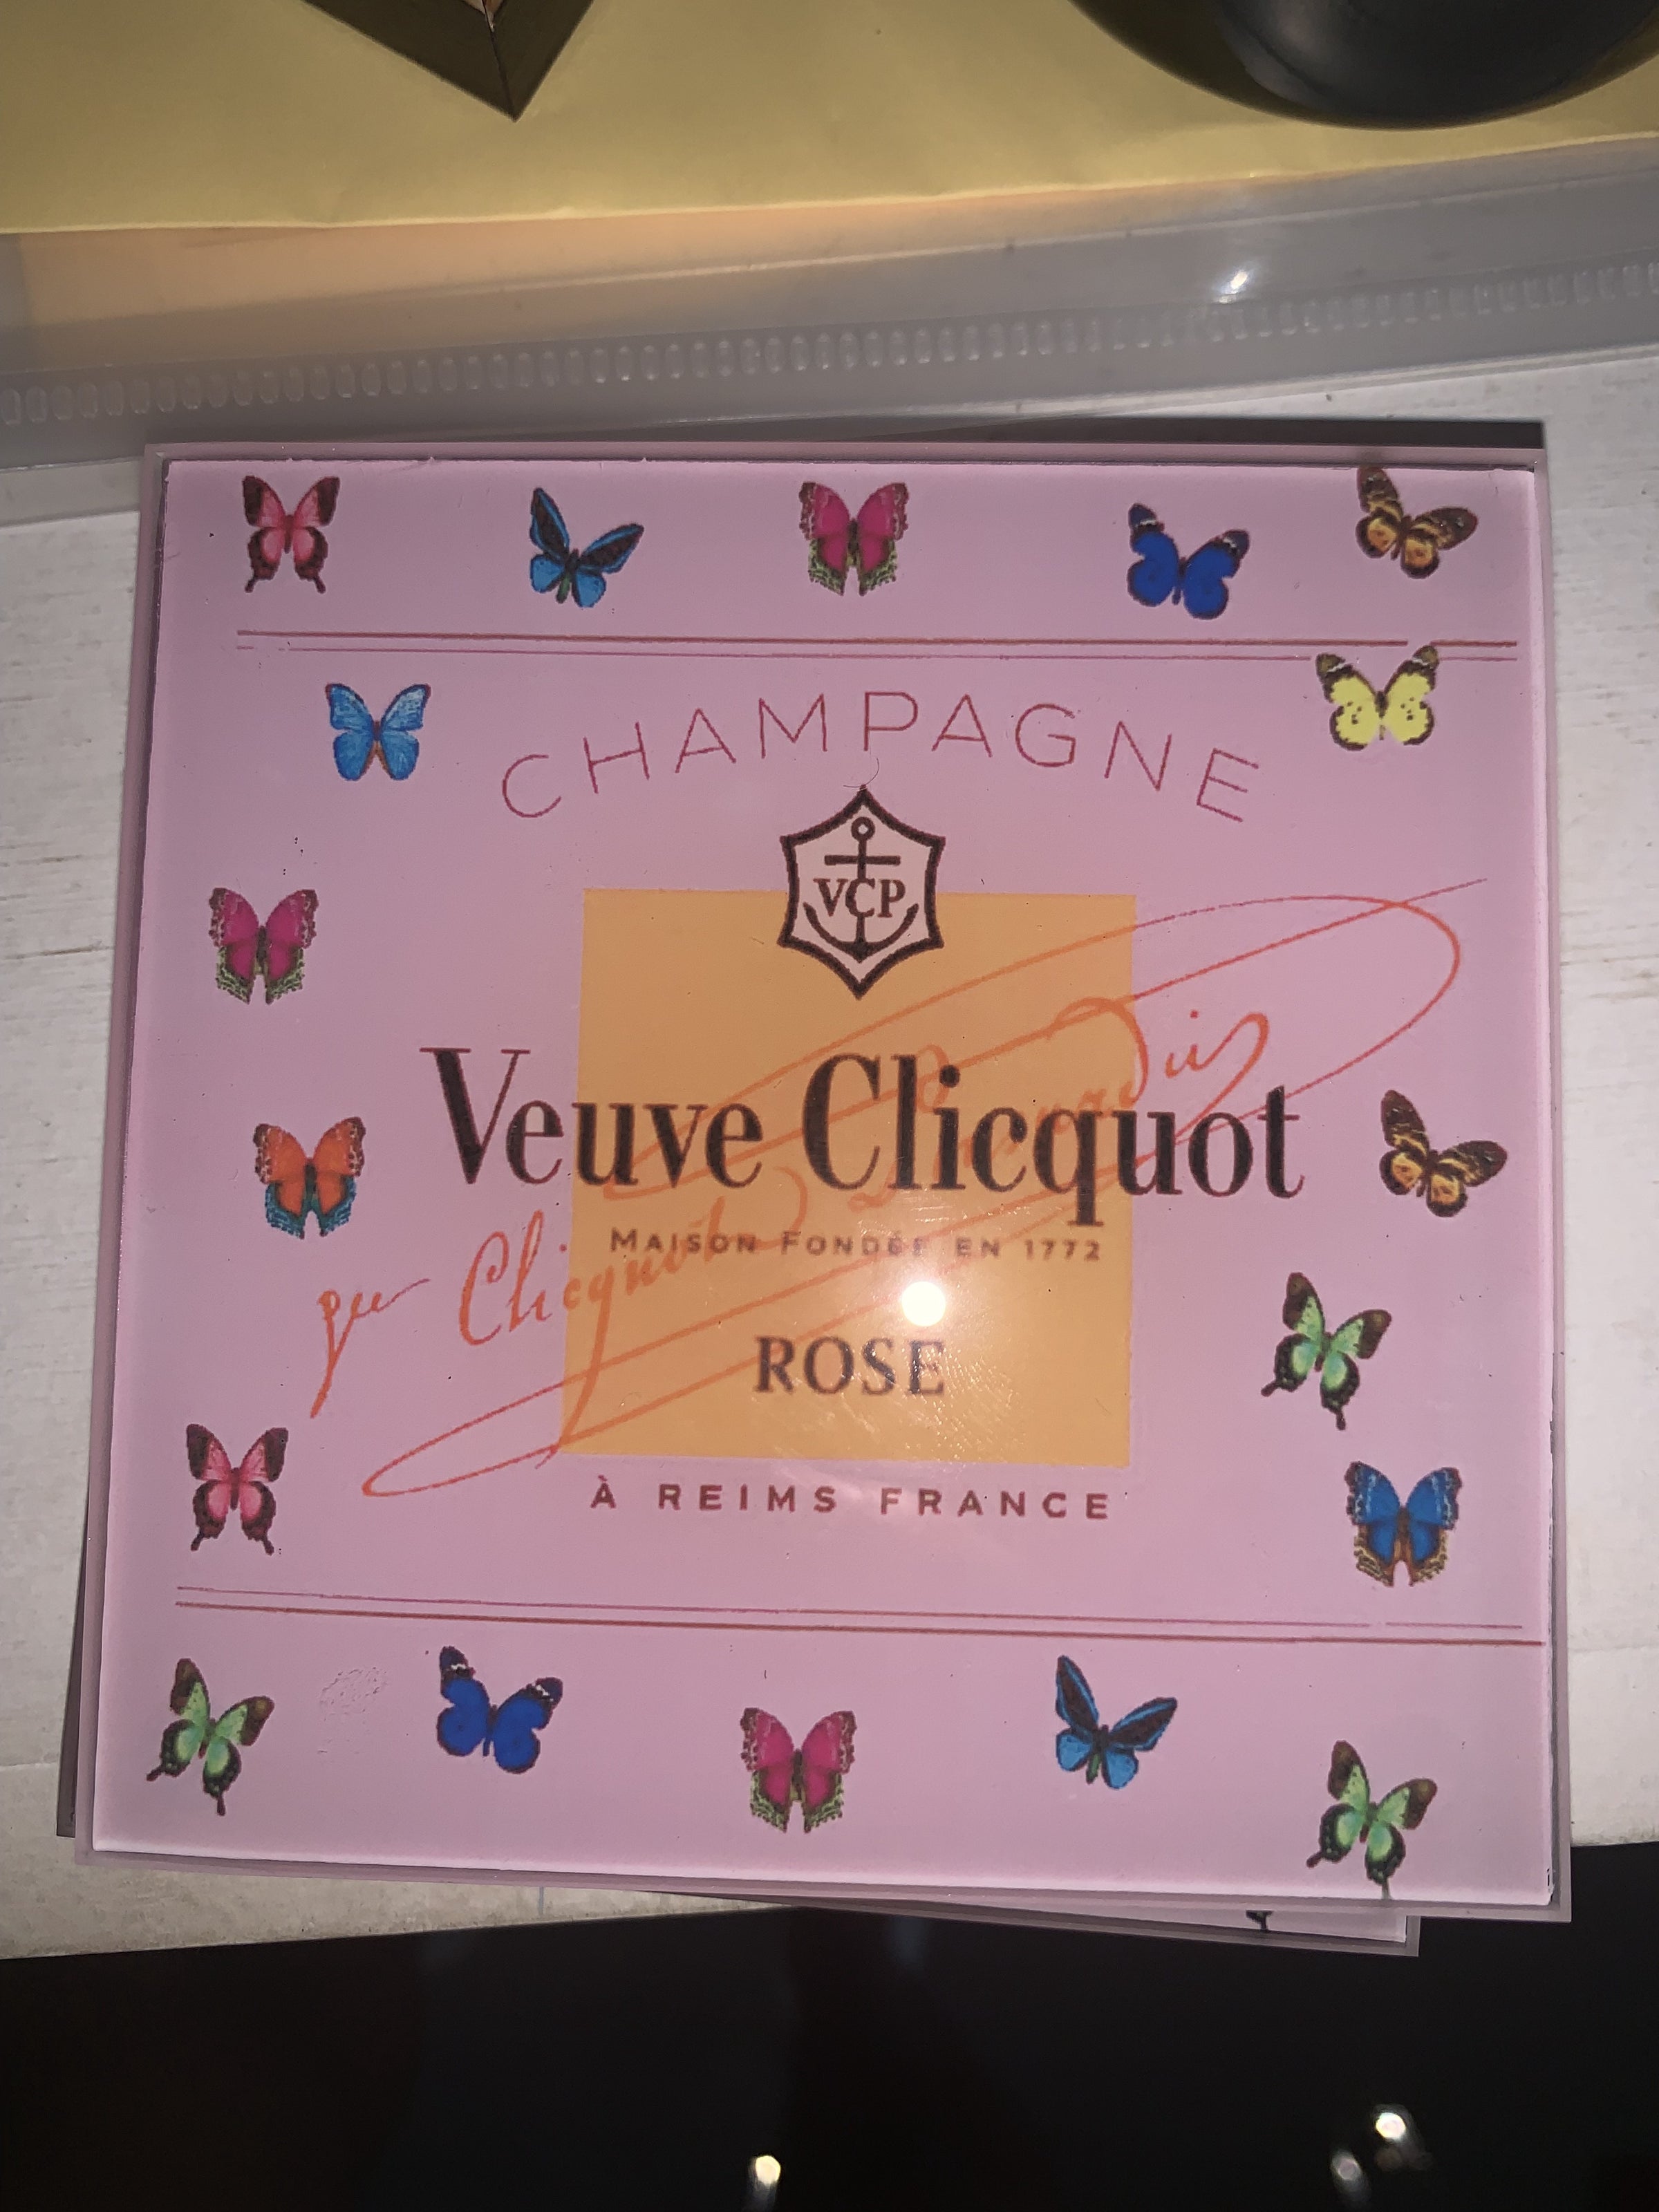 CHAMPAGNE
VCP
Veuve Clicquot
MAISON FONDÉE EN 1772
ROSE
À REIMS FRANCE